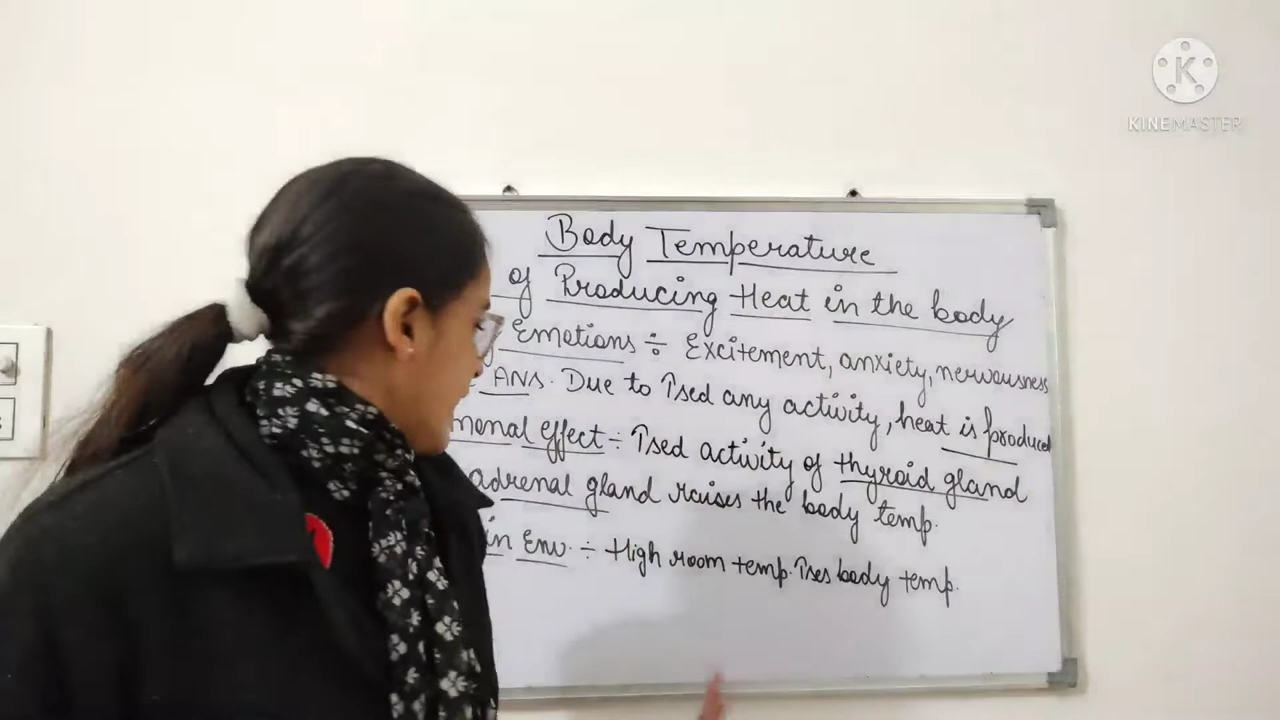 Body Temperature
of Producing Heat in the body
Emotions ÷ Excitement, anxiety, nervousness
ANS. Due to ↑sed any activity, heat is produced
monal effect ÷ ↑sed activity of thyroid gland
adrenal gland raises the body temp.
in Env. ÷ High room temp. ↑ses body temp.
K
KINEMASTER